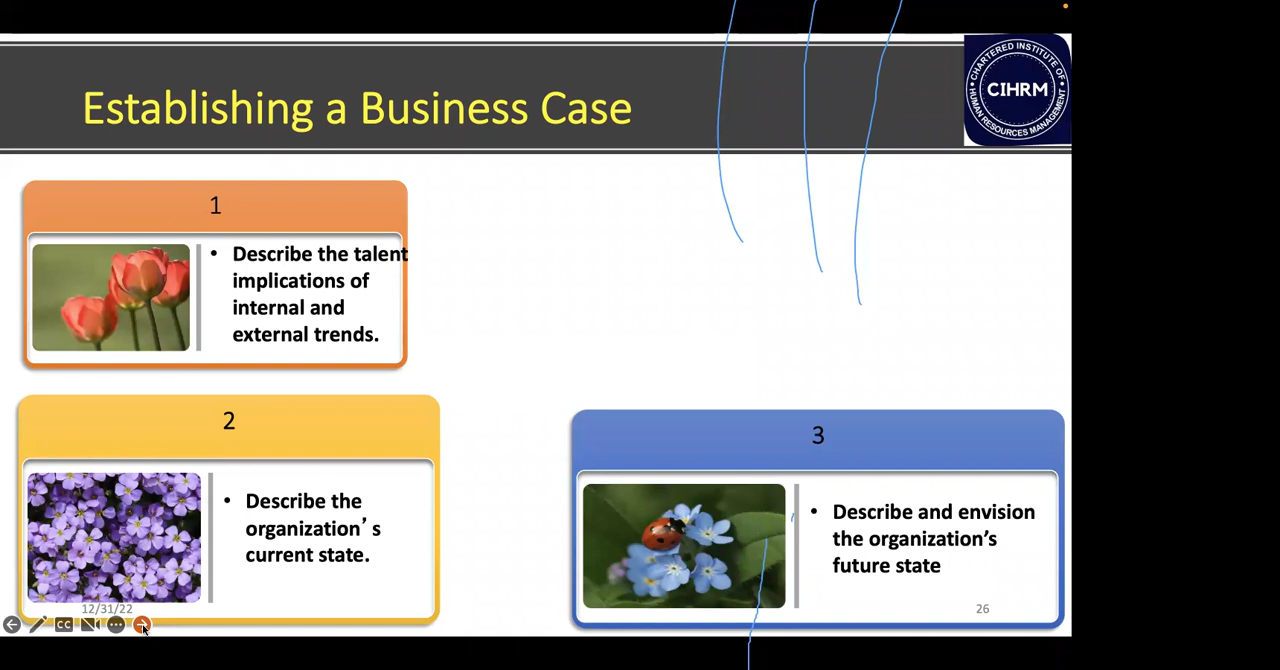 Establishing a Business Case
CHARTERED INSTITUTE OF
CIHRM
HUMAN RESOURCES MANAGEMENT
1
• Describe the talent
implications of
internal and
external trends.
2
• Describe the
organization’ s
current state.
3
• Describe and envision
the organization’s
future state
12/31/22
26
CC